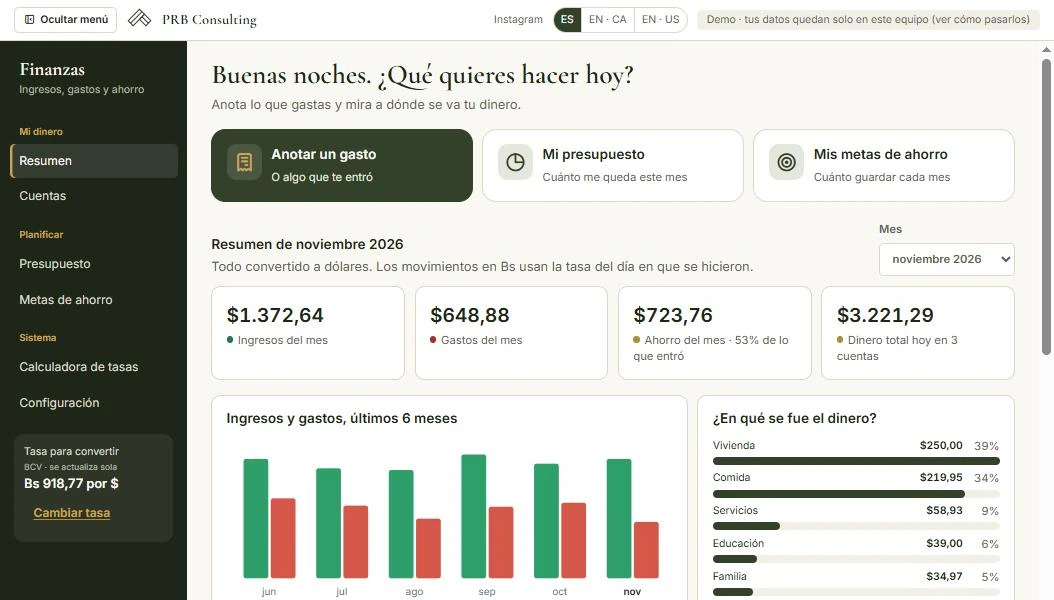 Ocultar menú
PRB Consulting
Instagram
ES
EN · CA
EN · US
Demo · tus datos quedan solo en este equipo (ver cómo pasarlos)
Finanzas
Ingresos, gastos y ahorro
Mi dinero
Resumen
Cuentas
Planificar
Presupuesto
Metas de ahorro
Sistema
Calculadora de tasas
Configuración
Tasa para convertir
BCV · se actualiza sola
Bs 918,77 por $
Cambiar tasa
Buenas noches. ¿Qué quieres hacer hoy?
Anota lo que gastas y mira a dónde se va tu dinero.
Anotar un gasto
O algo que te entró
Mi presupuesto
Cuánto me queda este mes
Mis metas de ahorro
Cuánto guardar cada mes
Resumen de noviembre 2026
Todo convertido a dólares. Los movimientos en Bs usan la tasa del día en que se hicieron.
Mes
noviembre 2026
$1.372,64
Ingresos del mes
$648,88
Gastos del mes
$723,76
Ahorro del mes · 53% de lo
que entró
$3.221,29
Dinero total hoy en 3
cuentas
Ingresos y gastos, últimos 6 meses
jun
jul
ago
sep
oct
nov
¿En qué se fue el dinero?
Vivienda $250,00 39%
Comida $219,95 34%
Servicios $58,93 9%
Educación $39,00 6%
Familia $34,97 5%